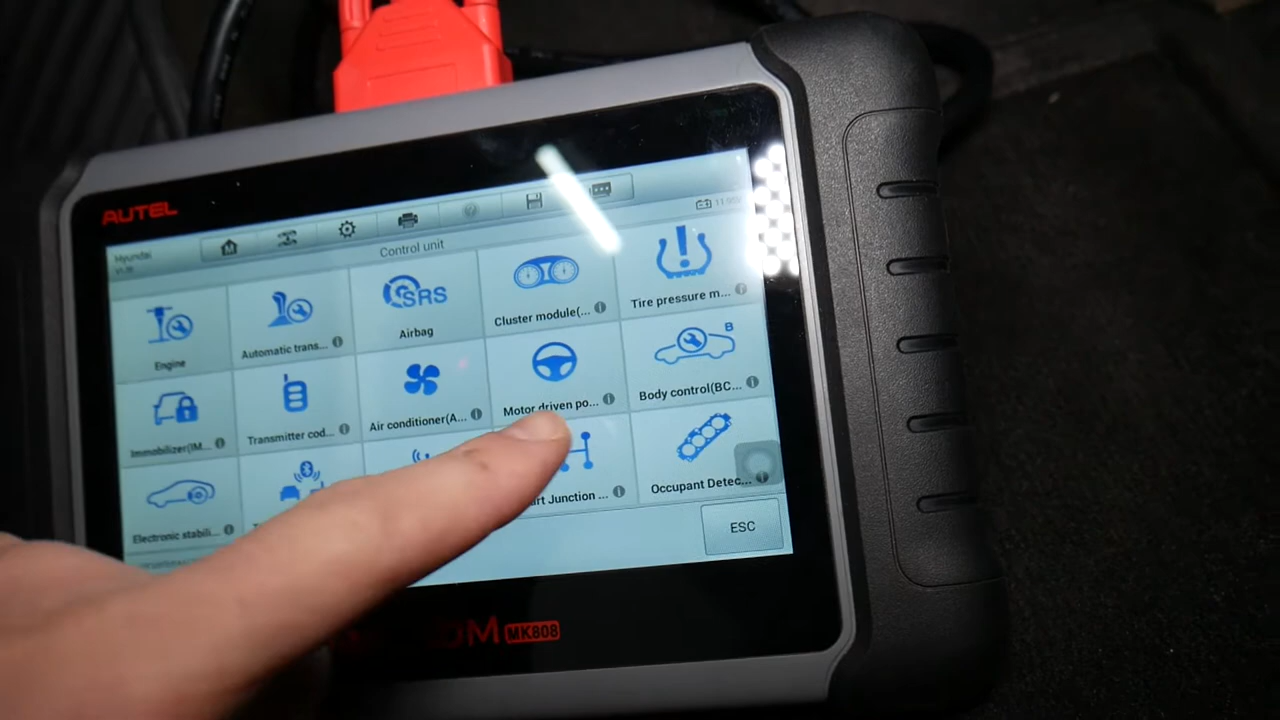 AUTEL
Hyundai
Control unit
Engine
Automatic trans...
SRS
Airbag
Cluster module(...
Tire pressure m...
Immobilizer(IM...
Transmitter cod...
Air conditioner(A...
Motor driven po...
B
Body control(BC...
Electronic stabili...
Junction ...
Occupant Detec...
ESC
MK808